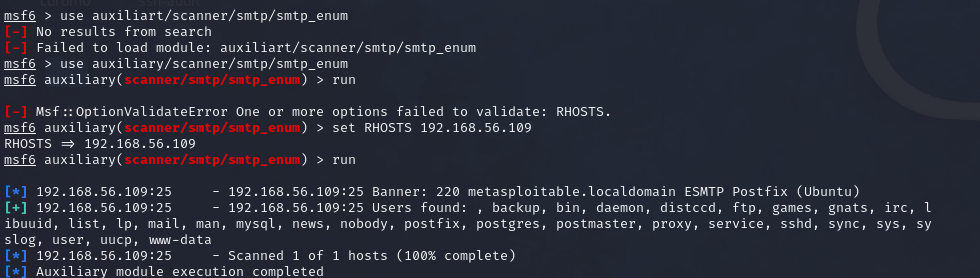 msf6 > use auxiliart/scanner/smtp/smtp_enum
[-] No results from search
[-] Failed to load module: auxiliart/scanner/smtp/smtp_enum
msf6 > use auxiliary/scanner/smtp/smtp_enum
msf6 auxiliary(scanner/smtp/smtp_enum) > run
[-] Msf::OptionValidateError One or more options failed to validate: RHOSTS.
msf6 auxiliary(scanner/smtp/smtp_enum) > set RHOSTS 192.168.56.109
RHOSTS => 192.168.56.109
msf6 auxiliary(scanner/smtp/smtp_enum) > run
[*] 192.168.56.109:25     - 192.168.56.109:25 Banner: 220 metasploitable.localdomain ESMTP Postfix (Ubuntu)
[+] 192.168.56.109:25     - 192.168.56.109:25 Users found: , backup, bin, daemon, distccd, ftp, games, gnats, irc, l
ibuuid, list, lp, mail, man, mysql, news, nobody, postfix, postgres, postmaster, proxy, service, sshd, sync, sys, sy
slog, user, uucp, www-data
[*] 192.168.56.109:25     - Scanned 1 of 1 hosts (100% complete)
[*] Auxiliary module execution completed